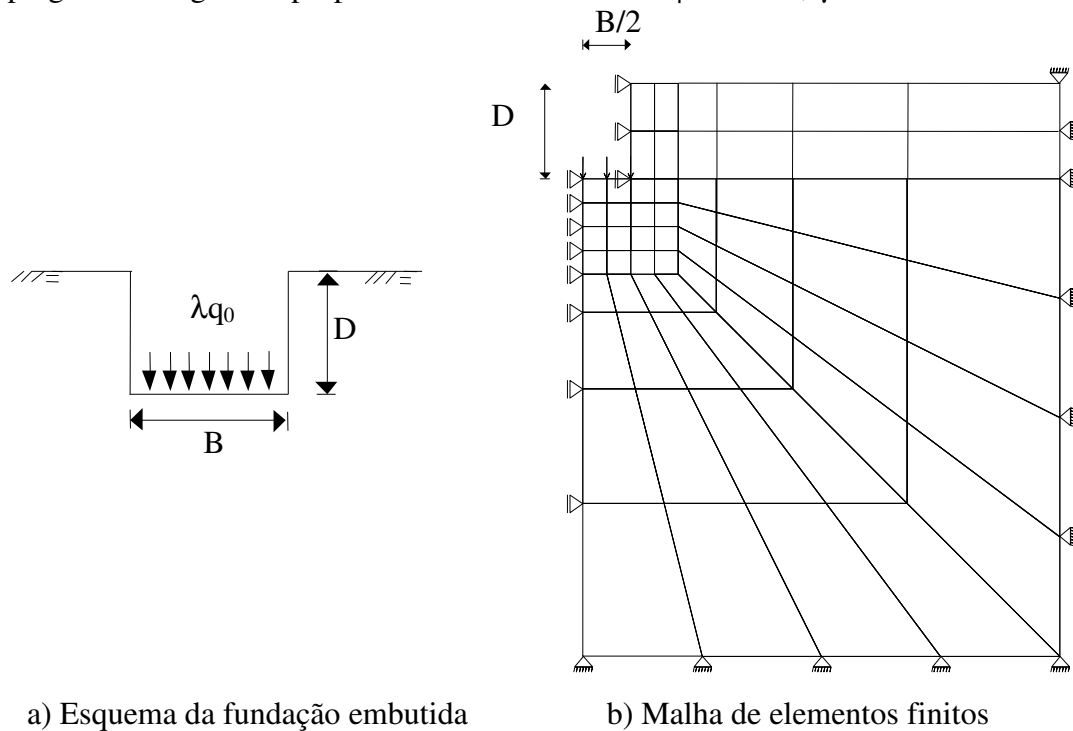 B/2
D
λq₀
D
B
a) Esquema da fundação embutida
b) Malha de elementos finitos